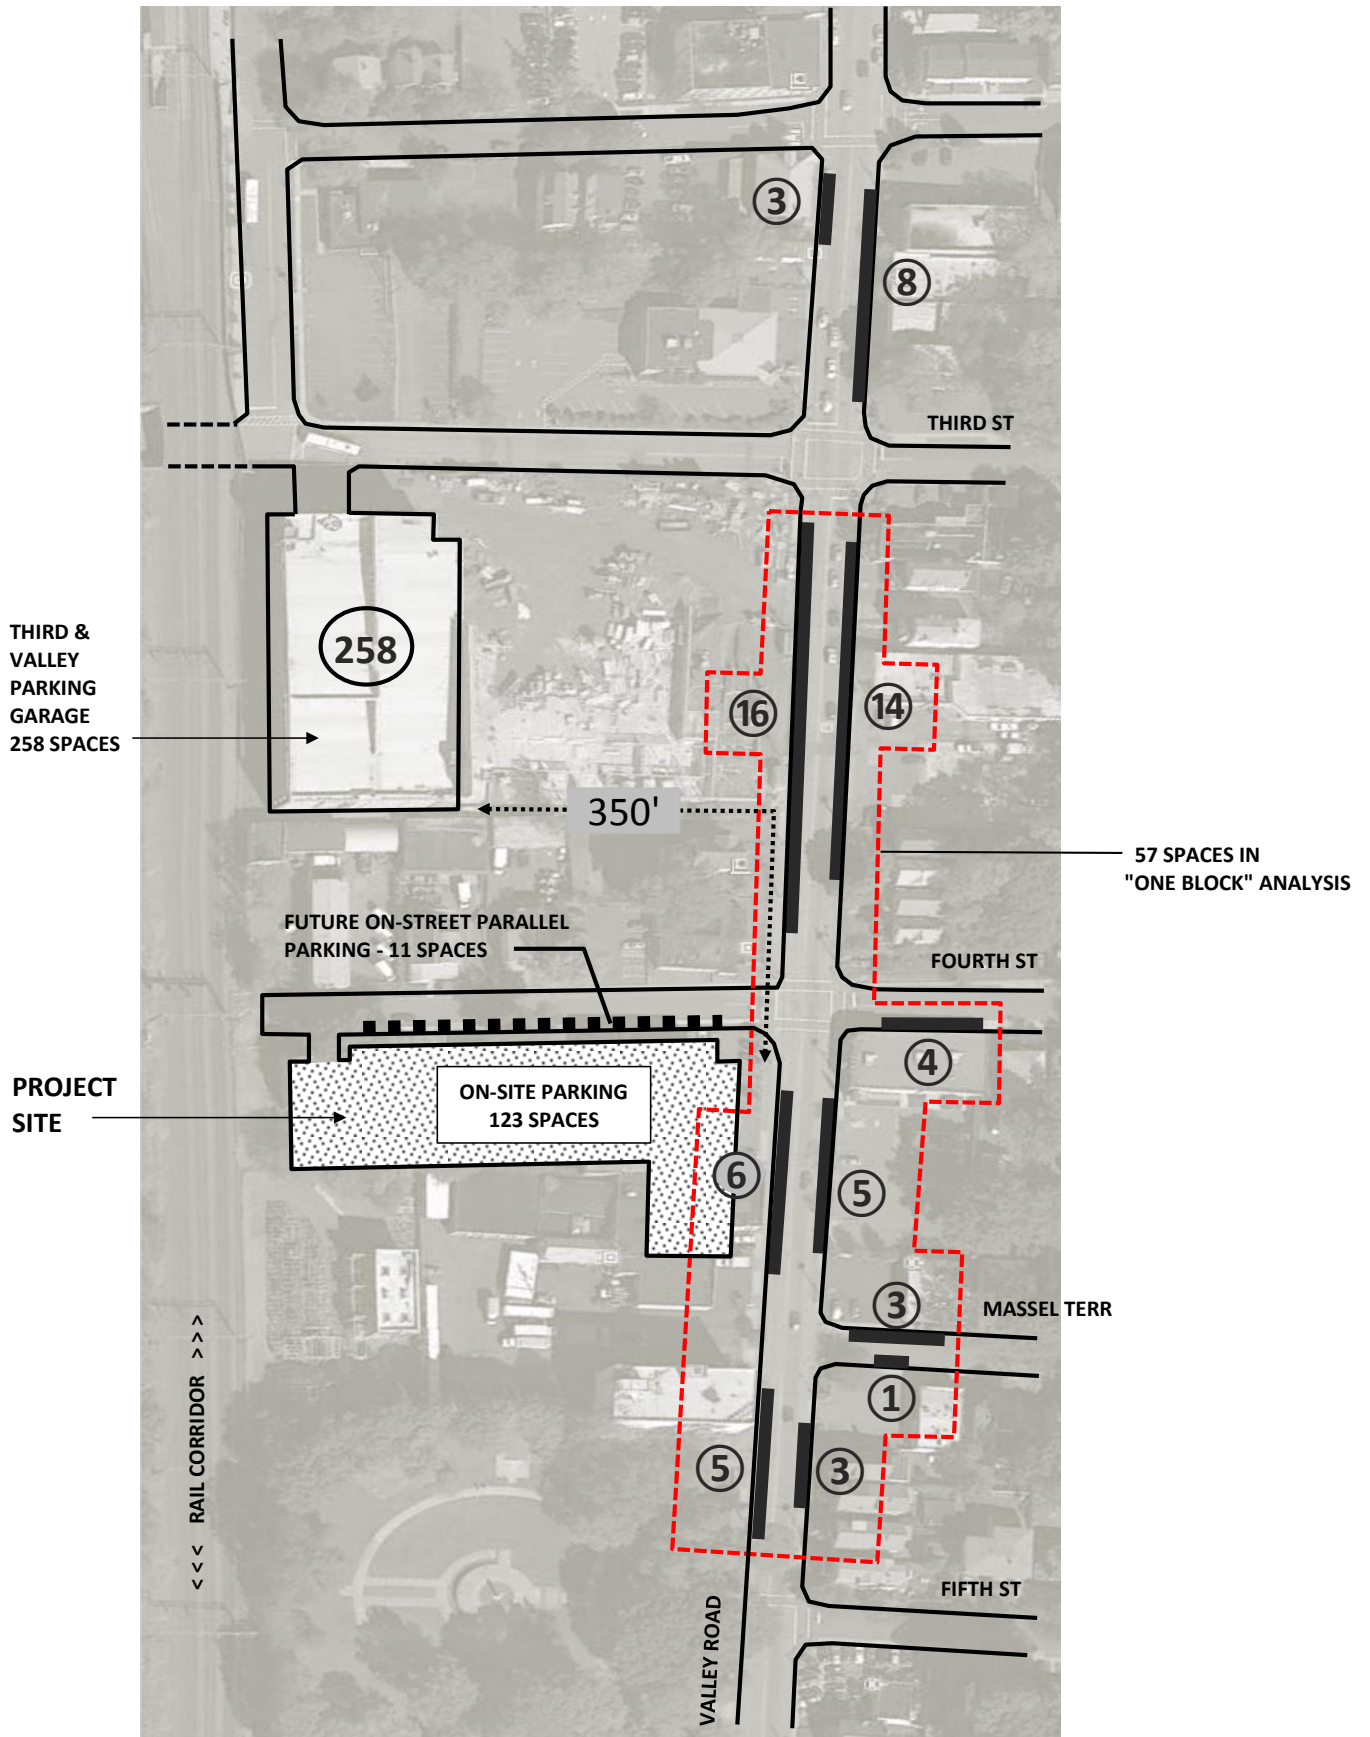 3
8
THIRD ST
THIRD &
VALLEY
PARKING
GARAGE
258 SPACES
258
16
14
350'
57 SPACES IN
"ONE BLOCK" ANALYSIS
FUTURE ON-STREET PARALLEL
PARKING - 11 SPACES
FOURTH ST
4
PROJECT
SITE
ON-SITE PARKING
123 SPACES
6
5
3
MASSEL TERR
1
<<< RAIL CORRIDOR >>>
5
3
FIFTH ST
VALLEY ROAD